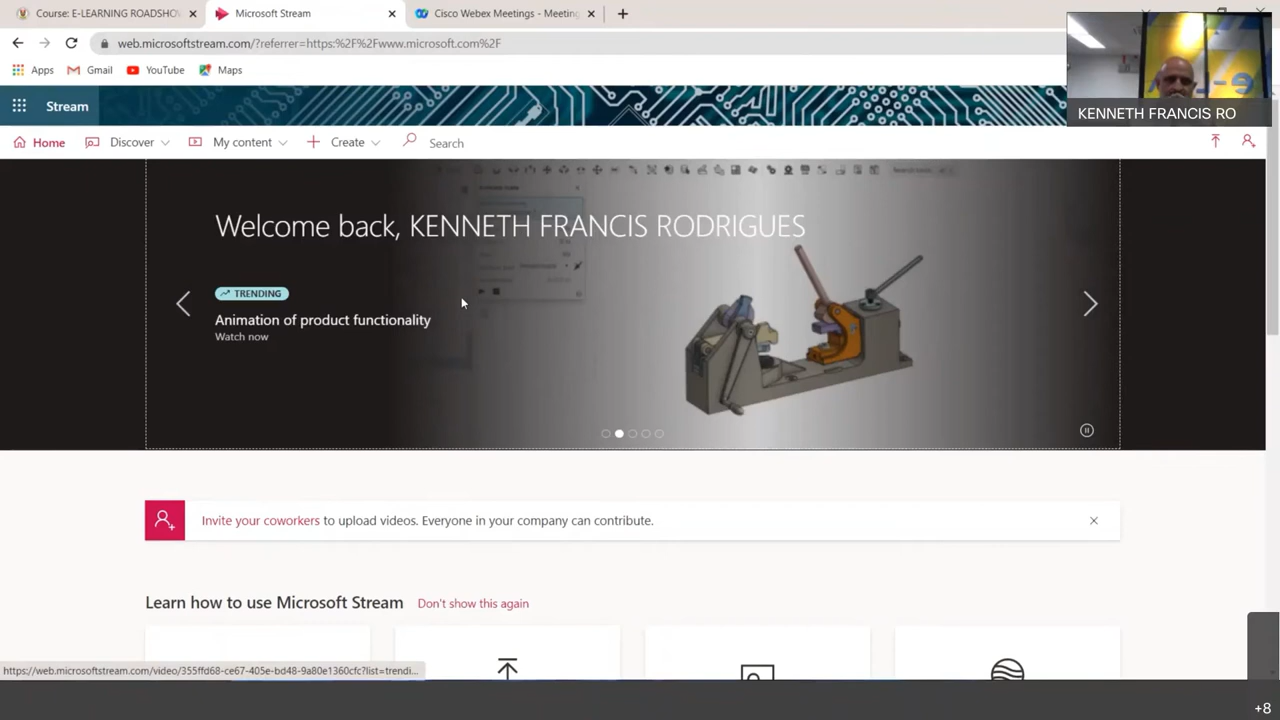 Course: E-LEARNING ROADSHOW
Microsoft Stream
Cisco Webex Meetings - Meeting
web.microsoftstream.com/?referrer=https:%2F%2Fwww.microsoft.com%2F
Apps
Gmail
YouTube
Maps
Stream
KENNETH FRANCIS RO
Home
Discover
My content
Create
Search
Welcome back, KENNETH FRANCIS RODRIGUES
TRENDING
Animation of product functionality
Watch now
Invite your coworkers to upload videos. Everyone in your company can contribute.
Learn how to use Microsoft Stream Don't show this again
https://web.microsoftstream.com/video/355ffd68-ce67-405e-bd48-9a80e1360cfc?list=trendi...
+8